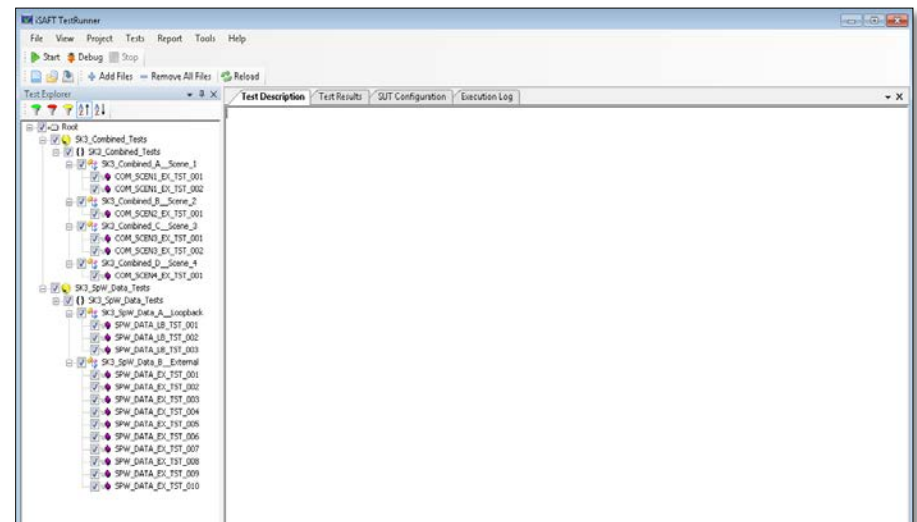 iSAFT TestRunner
File View Project Tests Report Tools Help
Start Debug Stop
Add Files Remove All Files Reload
Test Explorer
Test Description Test Results SUT Configuration Execution Log
Root
SK3_Combined_Tests
{} SK3_Combined_Tests
SK3_Combined_A__Scene_1
COM_SCEN1_EX_TST_001
COM_SCEN1_EX_TST_002
SK3_Combined_B__Scene_2
COM_SCEN2_EX_TST_001
SK3_Combined_C__Scene_3
COM_SCEN3_EX_TST_001
COM_SCEN3_EX_TST_002
SK3_Combined_D__Scene_4
COM_SCEN4_EX_TST_001
SK3_SpW_Data_Tests
{} SK3_SpW_Data_Tests
SK3_SpW_Data_A__Loopback
SPW_DATA_LB_TST_001
SPW_DATA_LB_TST_002
SPW_DATA_LB_TST_003
SK3_SpW_Data_B__External
SPW_DATA_EX_TST_001
SPW_DATA_EX_TST_002
SPW_DATA_EX_TST_003
SPW_DATA_EX_TST_004
SPW_DATA_EX_TST_005
SPW_DATA_EX_TST_006
SPW_DATA_EX_TST_007
SPW_DATA_EX_TST_008
SPW_DATA_EX_TST_009
SPW_DATA_EX_TST_010